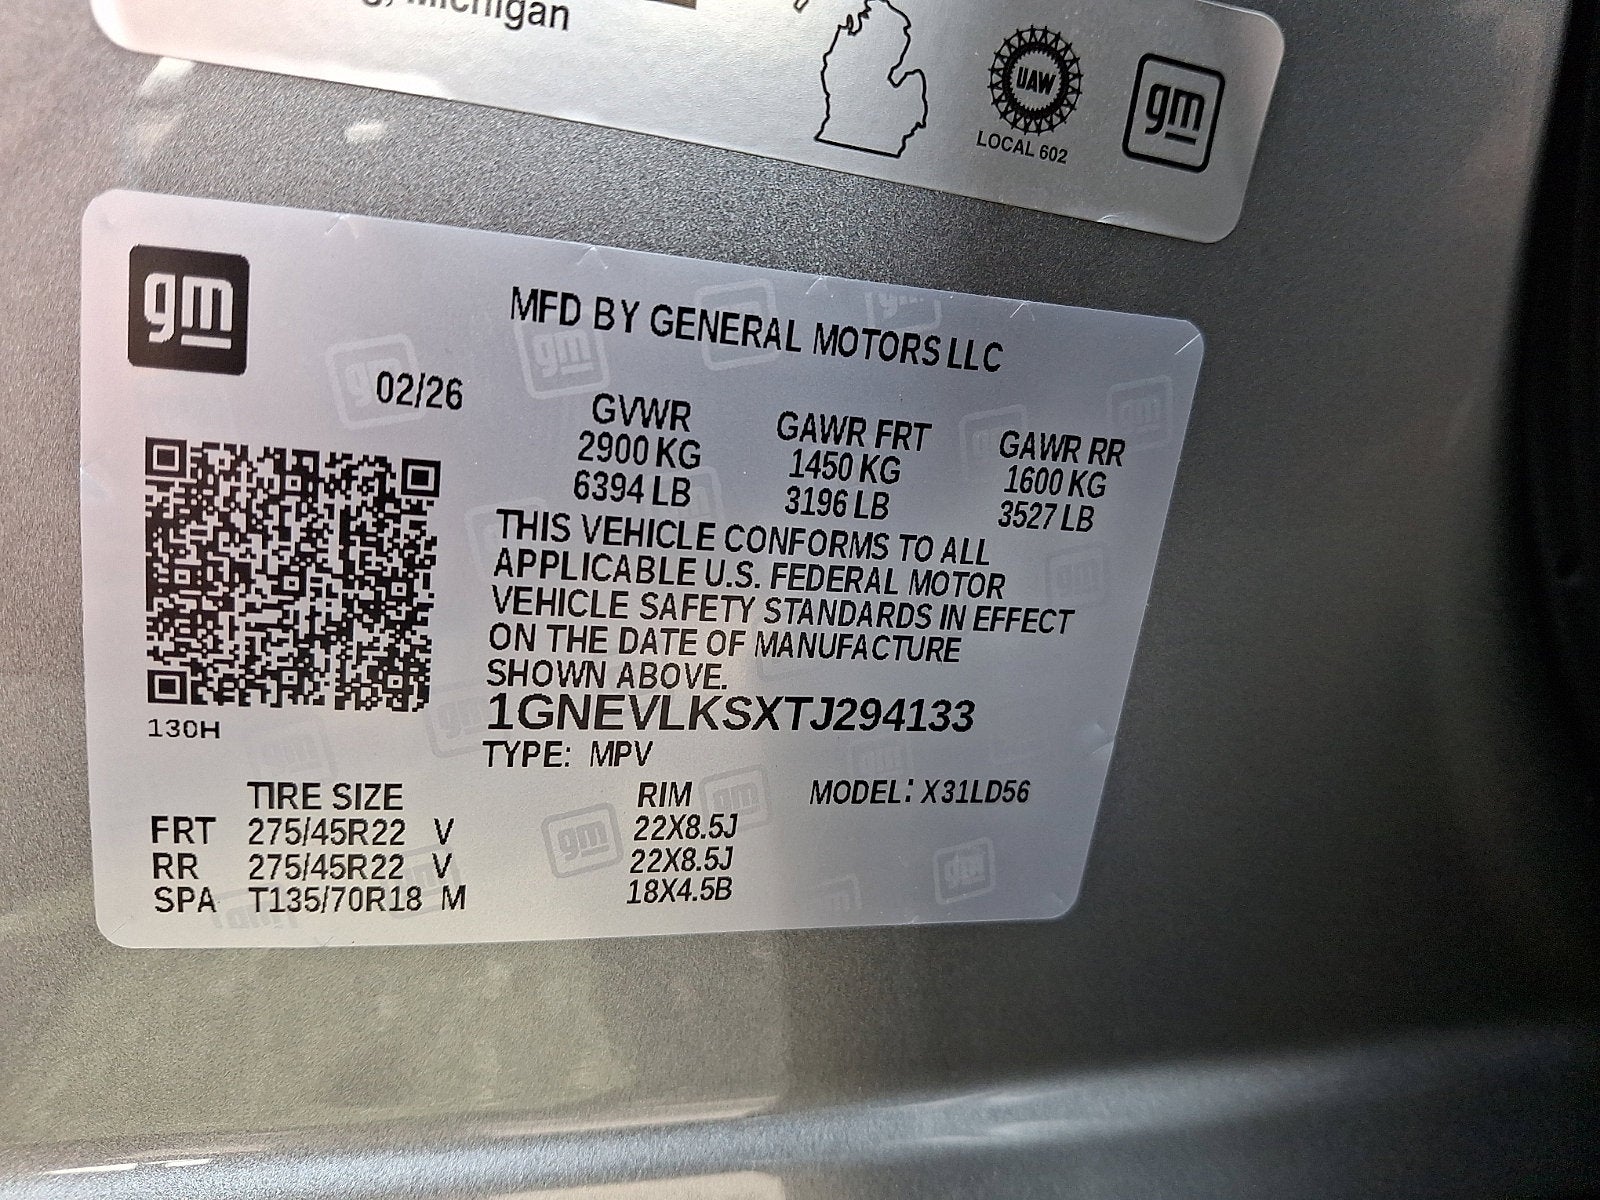 Michigan
UAW
LOCAL 602
gm
gm
MFD BY GENERAL MOTORS LLC
02/26
GVWR GAWR FRT GAWR RR
2900 KG 1450 KG 1600 KG
6394 LB 3196 LB 3527 LB
THIS VEHICLE CONFORMS TO ALL
APPLICABLE U.S. FEDERAL MOTOR
VEHICLE SAFETY STANDARDS IN EFFECT
ON THE DATE OF MANUFACTURE
SHOWN ABOVE.
1GNEVLKSXTJ294133
130H
TYPE: MPV
TIRE SIZE RIM MODEL: X31LD56
FRT 275/45R22 V 22X8.5J
RR 275/45R22 V 22X8.5J
SPA T135/70R18 M 18X4.5B